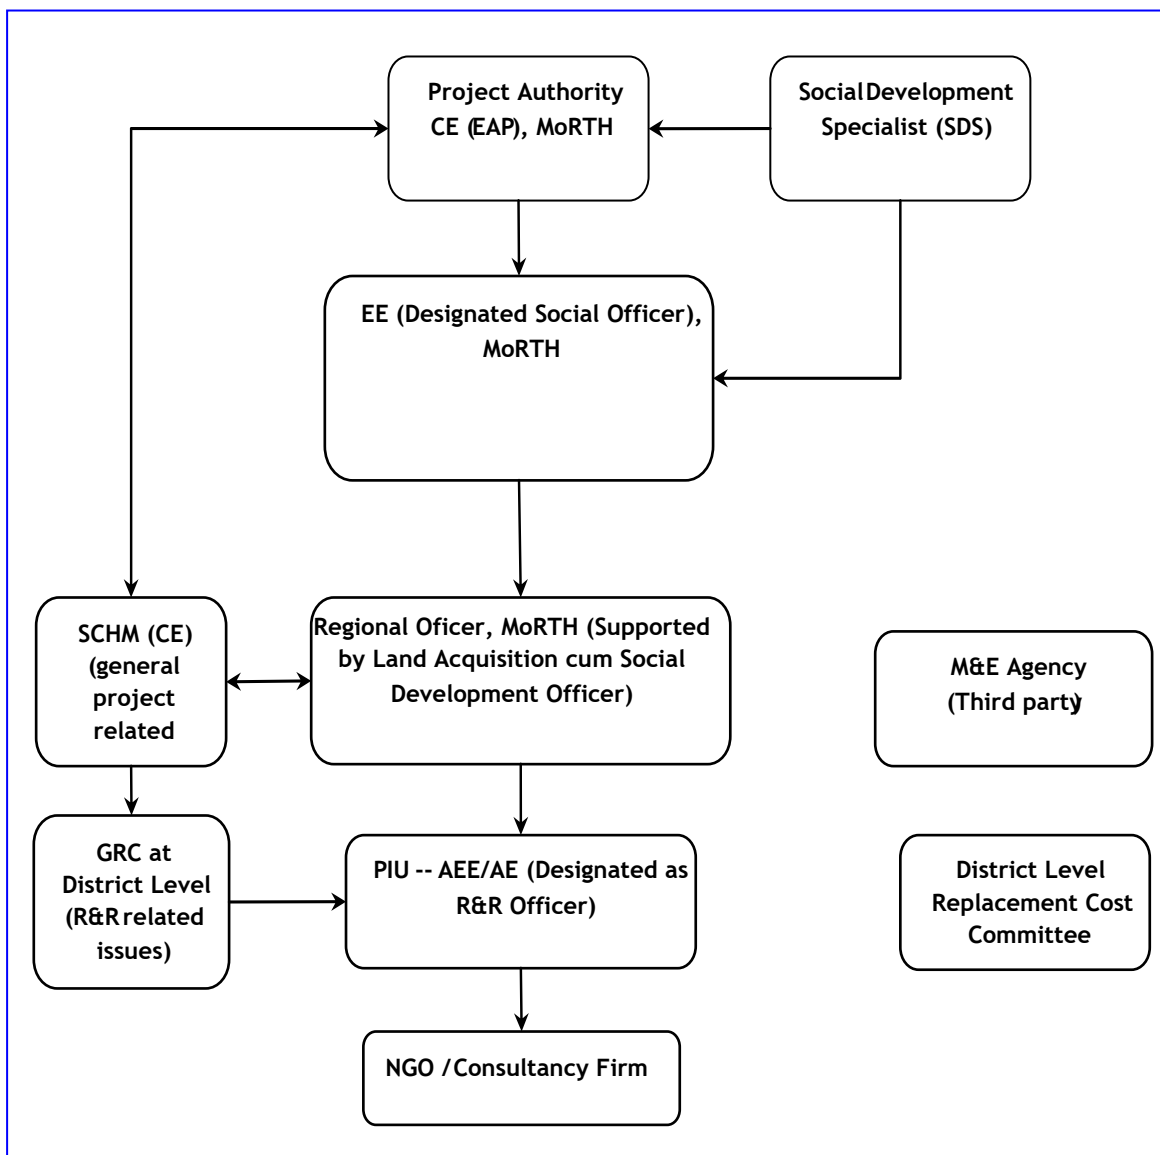 Project Authority
CE (EAP), MoRTH
Social Development
Specialist (SDS)
EE (Designated Social Officer),
MoRTH
SCHM (CE)
(general
project
related
Regional Oficer, MoRTH (Supported
by Land Acquisition cum Social
Development Officer)
M&E Agency
(Third party)
GRC at
District Level
(R&R related
issues)
PIU -- AEE/AE (Designated as
R&R Officer)
District Level
Replacement Cost
Committee
NGO /Consultancy Firm